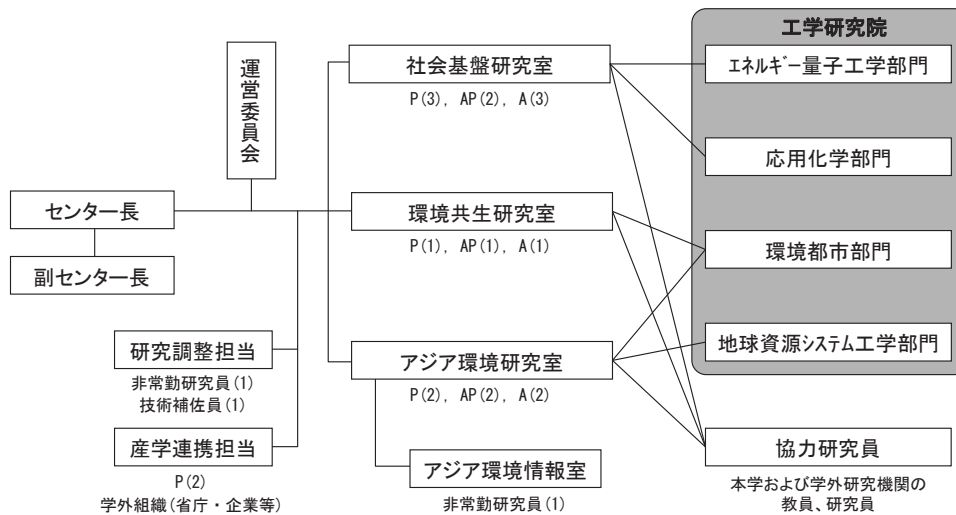 工学研究院
運営委員会
社会基盤研究室
P(3), AP(2), A(3)
エネルギー量子工学部門
応用化学部門
センター長
副センター長
環境共生研究室
P(1), AP(1), A(1)
環境都市部門
研究調整担当
非常勤研究員(1)
技術補佐員(1)
アジア環境研究室
P(2), AP(2), A(2)
地球資源システム工学部門
産学連携担当
P(2)
学外組織(省庁・企業等)
アジア環境情報室
非常勤研究員(1)
協力研究員
本学および学外研究機関の
教員、研究員